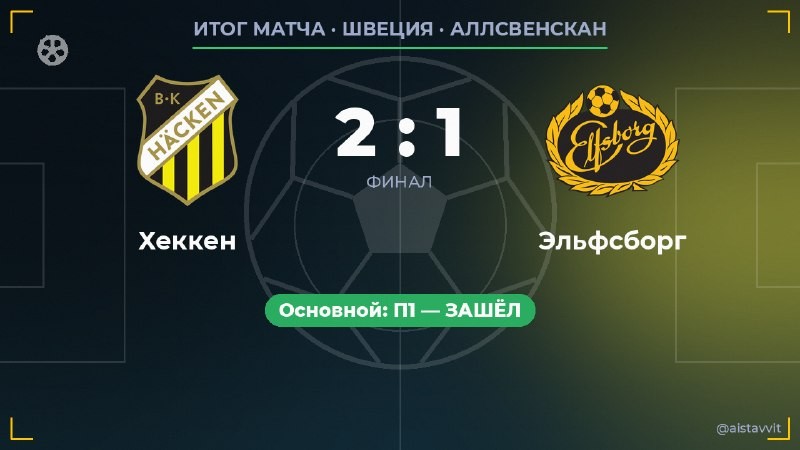 ИТОГ МАТЧА · ШВЕЦИЯ · АЛЛСВЕНСКАН
B·K
HÄCKEN
2 : 1
Elfsborg
ФИНАЛ
Хеккен
Эльфсборг
Основной: П1 — ЗАШЁЛ
@aistavvit